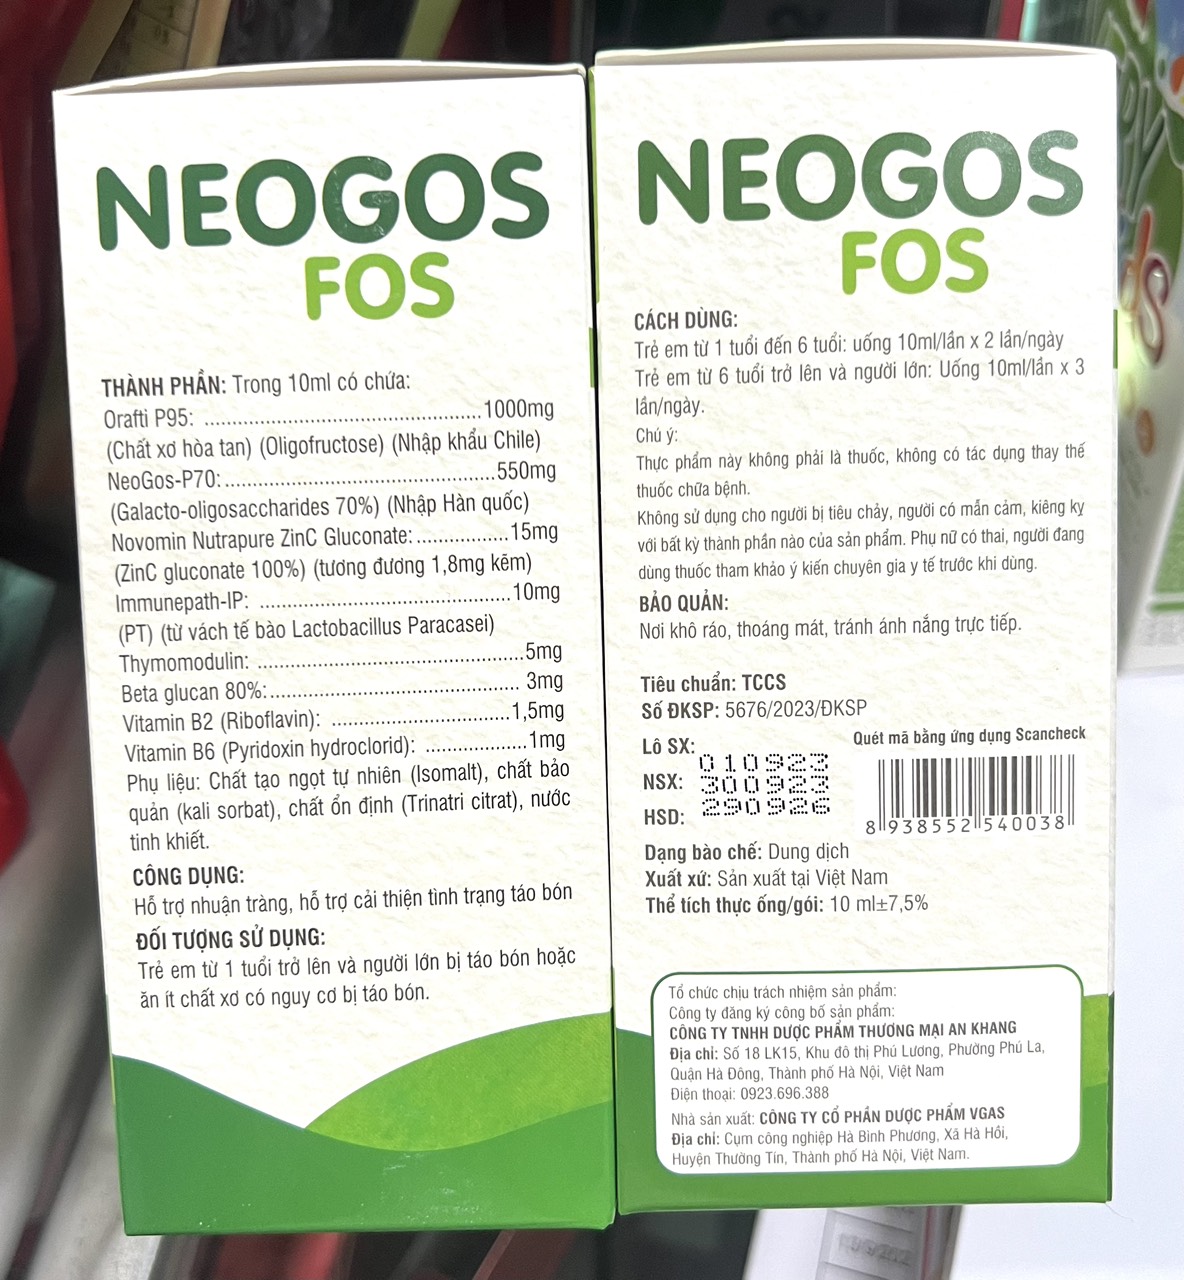 NEOGOS
FOS
THÀNH PHẦN: Trong 10ml có chứa:
Orafti P95: ................................................1000mg
(Chất xơ hòa tan) (Oligofructose) (Nhập khẩu Chile)
NeoGos-P70:...............................................550mg
(Galacto-oligosaccharides 70%) (Nhập Hàn quốc)
Novomin Nutrapure ZinC Gluconate:................15mg
(ZinC gluconate 100%) (tương đương 1,8mg kẽm)
Immunepath-IP: ............................................10mg
(PT) (từ vách tế bào Lactobacillus Paracasei)
Thymomodulin: ..............................................5mg
Beta glucan 80%:........................................... 3mg
Vitamin B2 (Riboflavin): ...............................1,5mg
Vitamin B6 (Pyridoxin hydroclorid): ..................1mg
Phụ liệu: Chất tạo ngọt tự nhiên (Isomalt), chất bảo
quản (kali sorbat), chất ổn định (Trinatri citrat), nước
tinh khiết.
CÔNG DỤNG:
Hỗ trợ nhuận tràng, hỗ trợ cải thiện tình trạng táo bón
ĐỐI TƯỢNG SỬ DỤNG:
Trẻ em từ 1 tuổi trở lên và người lớn bị táo bón hoặc
ăn ít chất xơ có nguy cơ bị táo bón.
NEOGOS
FOS
CÁCH DÙNG:
Trẻ em từ 1 tuổi đến 6 tuổi: uống 10ml/lần x 2 lần/ngày
Trẻ em từ 6 tuổi trở lên và người lớn: Uống 10ml/lần x 3
lần/ngày.
Chú ý:
Thực phẩm này không phải là thuốc, không có tác dụng thay thế
thuốc chữa bệnh.
Không sử dụng cho người bị tiêu chảy, người có mẫn cảm, kiêng kỵ
với bất kỳ thành phần nào của sản phẩm. Phụ nữ có thai, người đang
dùng thuốc tham khảo ý kiến chuyên gia y tế trước khi dùng.
BẢO QUẢN:
Nơi khô ráo, thoáng mát, tránh ánh nắng trực tiếp.
Tiêu chuẩn: TCCS
Số ĐKSP: 5676/2023/ĐKSP
Quét mã bằng ứng dụng Scancheck
Lô SX: 010923
NSX: 300923
HSD: 290926
8 938552 540038
Dạng bào chế: Dung dịch
Xuất xứ: Sản xuất tại Việt Nam
Thể tích thực ống/gói: 10 ml±7,5%
Tổ chức chịu trách nhiệm sản phẩm:
Công ty đăng ký công bố sản phẩm:
CÔNG TY TNHH DƯỢC PHẨM THƯƠNG MẠI AN KHANG
Địa chỉ: Số 18 LK15, Khu đô thị Phú Lương, Phường Phú La,
Quận Hà Đông, Thành phố Hà Nội, Việt Nam
Điện thoại: 0923.696.388
Nhà sản xuất: CÔNG TY CỔ PHẦN DƯỢC PHẨM VGAS
Địa chỉ: Cụm công nghiệp Hà Bình Phương, Xã Hà Hồi,
Huyện Thường Tín, Thành phố Hà Nội, Việt Nam.